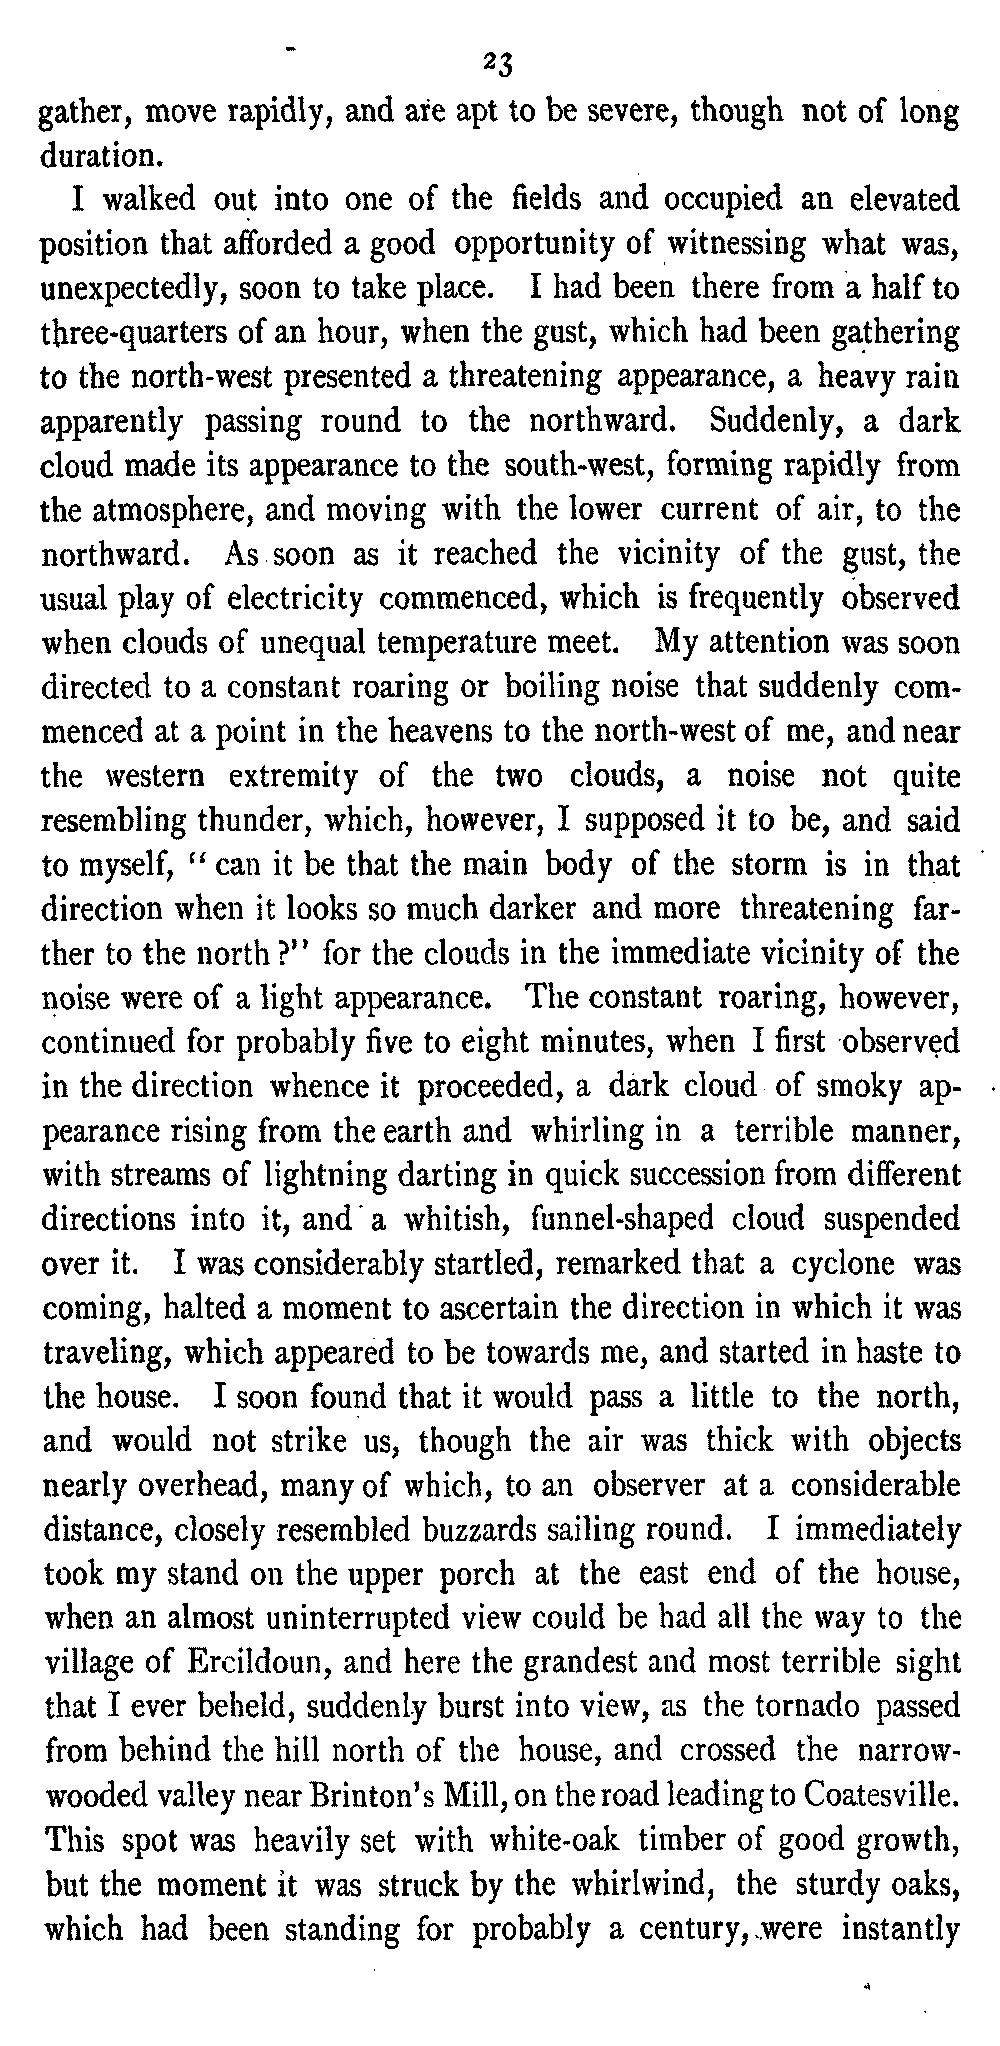 23
gather, move rapidly, and are apt to be severe, though not of long
duration.
I walked out into one of the fields and occupied an elevated
position that afforded a good opportunity of witnessing what was,
unexpectedly, soon to take place. I had been there from a half to
three-quarters of an hour, when the gust, which had been gathering
to the north-west presented a threatening appearance, a heavy rain
apparently passing round to the northward. Suddenly, a dark
cloud made its appearance to the south-west, forming rapidly from
the atmosphere, and moving with the lower current of air, to the
northward. As soon as it reached the vicinity of the gust, the
usual play of electricity commenced, which is frequently observed
when clouds of unequal temperature meet. My attention was soon
directed to a constant roaring or boiling noise that suddenly com-
menced at a point in the heavens to the north-west of me, and near
the western extremity of the two clouds, a noise not quite
resembling thunder, which, however, I supposed it to be, and said
to myself, “ can it be that the main body of the storm is in that
direction when it looks so much darker and more threatening far-
ther to the north ?” for the clouds in the immediate vicinity of the
noise were of a light appearance. The constant roaring, however,
continued for probably five to eight minutes, when I first observed
in the direction whence it proceeded, a dark cloud of smoky ap-
pearance rising from the earth and whirling in a terrible manner,
with streams of lightning darting in quick succession from different
directions into it, and a whitish, funnel-shaped cloud suspended
over it. I was considerably startled, remarked that a cyclone was
coming, halted a moment to ascertain the direction in which it was
traveling, which appeared to be towards me, and started in haste to
the house. I soon found that it would pass a little to the north,
and would not strike us, though the air was thick with objects
nearly overhead, many of which, to an observer at a considerable
distance, closely resembled buzzards sailing round. I immediately
took my stand on the upper porch at the east end of the house,
when an almost uninterrupted view could be had all the way to the
village of Ercildoun, and here the grandest and most terrible sight
that I ever beheld, suddenly burst into view, as the tornado passed
from behind the hill north of the house, and crossed the narrow-
wooded valley near Brinton's Mill, on the road leading to Coatesville.
This spot was heavily set with white-oak timber of good growth,
but the moment it was struck by the whirlwind, the sturdy oaks,
which had been standing for probably a century, were instantly